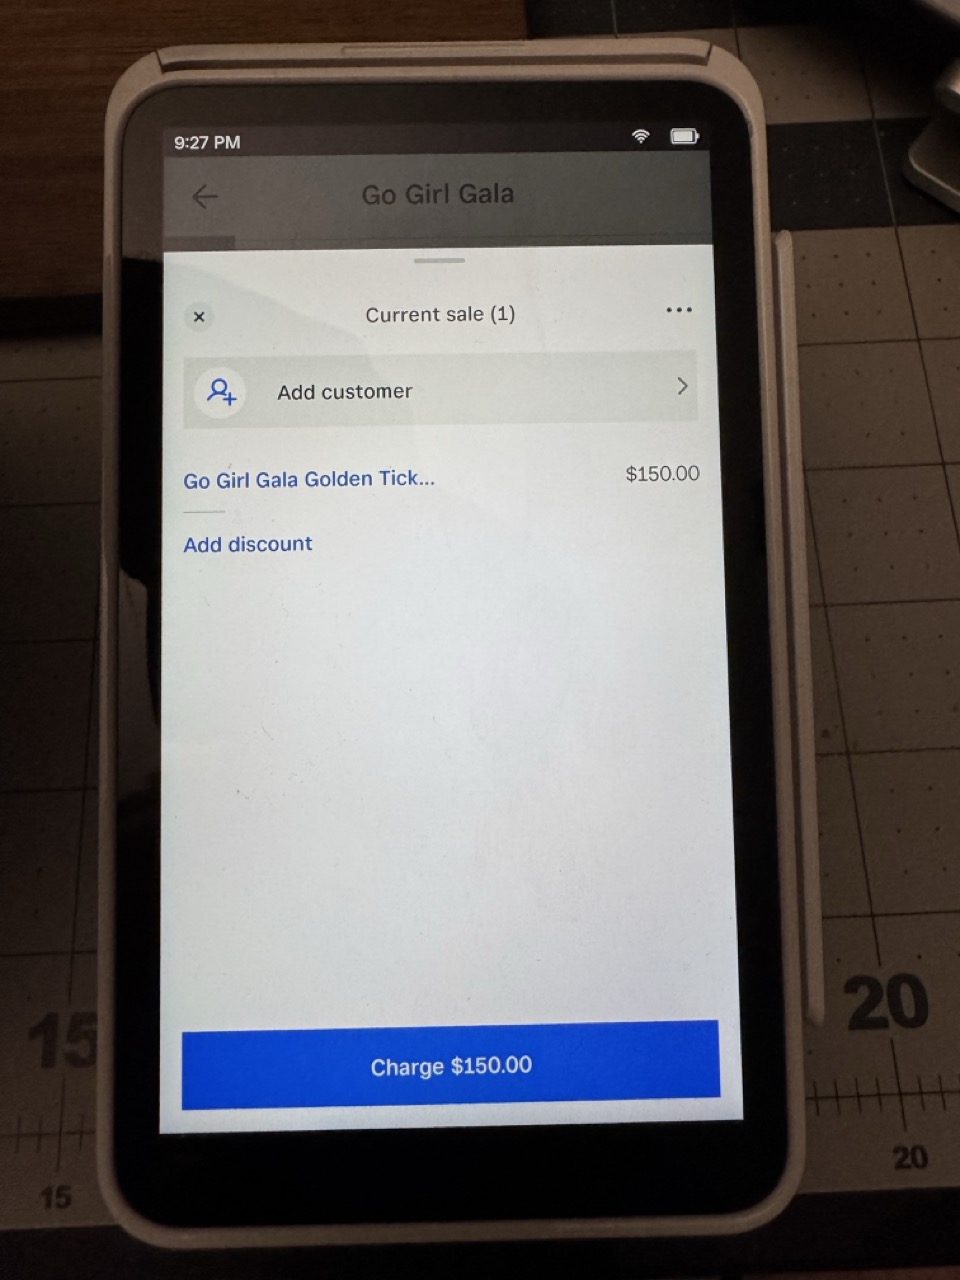 9:27 PM
Go Girl Gala
Current sale (1)
Add customer
Go Girl Gala Golden Tick... $150.00
Add discount
Charge $150.00
15
20
15
20